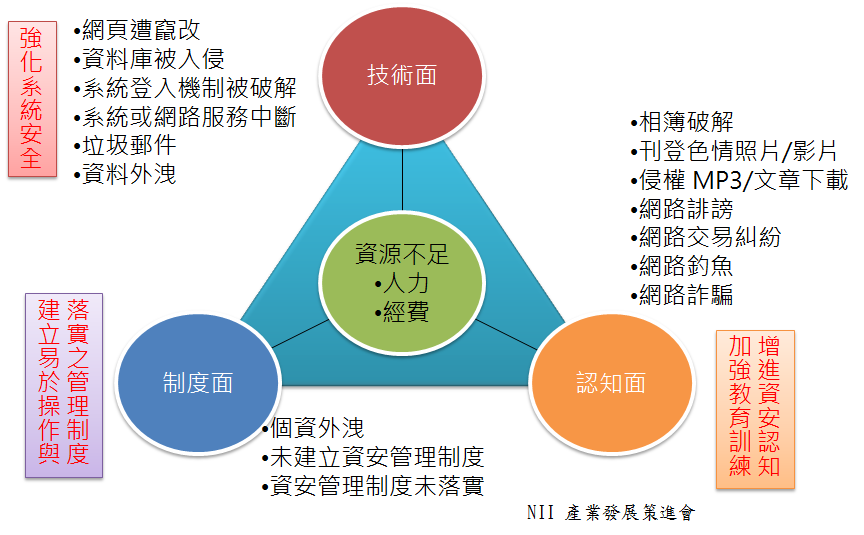 強化系統安全
•網頁遭竄改
•資料庫被入侵
•系統登入機制被破解
•系統或網路服務中斷
•垃圾郵件
•資料外洩
技術面
•相簿破解
•刊登色情照片/影片
•侵權 MP3/文章下載
•網路誹謗
•網路交易糾紛
•網路釣魚
•網路詐騙
資源不足
•人力
•經費
建立易於操作與
落實之管理制度
制度面
認知面
加強教育訓練
增進資安認知
•個資外洩
•未建立資安管理制度
•資安管理制度未落實
NII 產業發展策進會